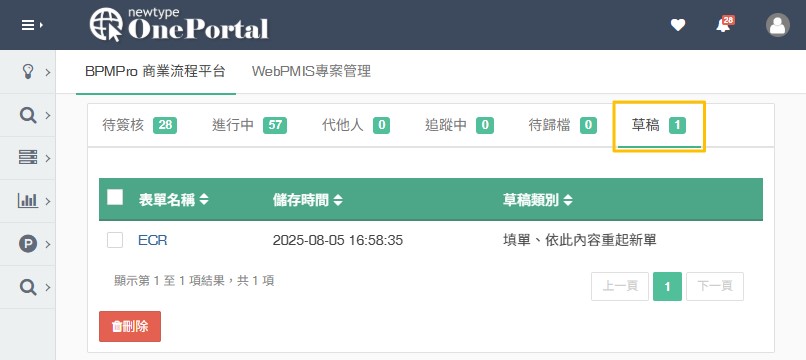 newtype
OnePortal
28
BPMPro 商業流程平台 WebPMIS專案管理
待簽核 28 進行中 57 代他人 0 追蹤中 0 待歸檔 0 草稿 1
表單名稱 儲存時間 草稿類別
ECR 2025-08-05 16:58:35 填單、依此內容重起新單
顯示第 1 至 1 項結果，共 1 項
上一頁 1 下一頁
P
刪除